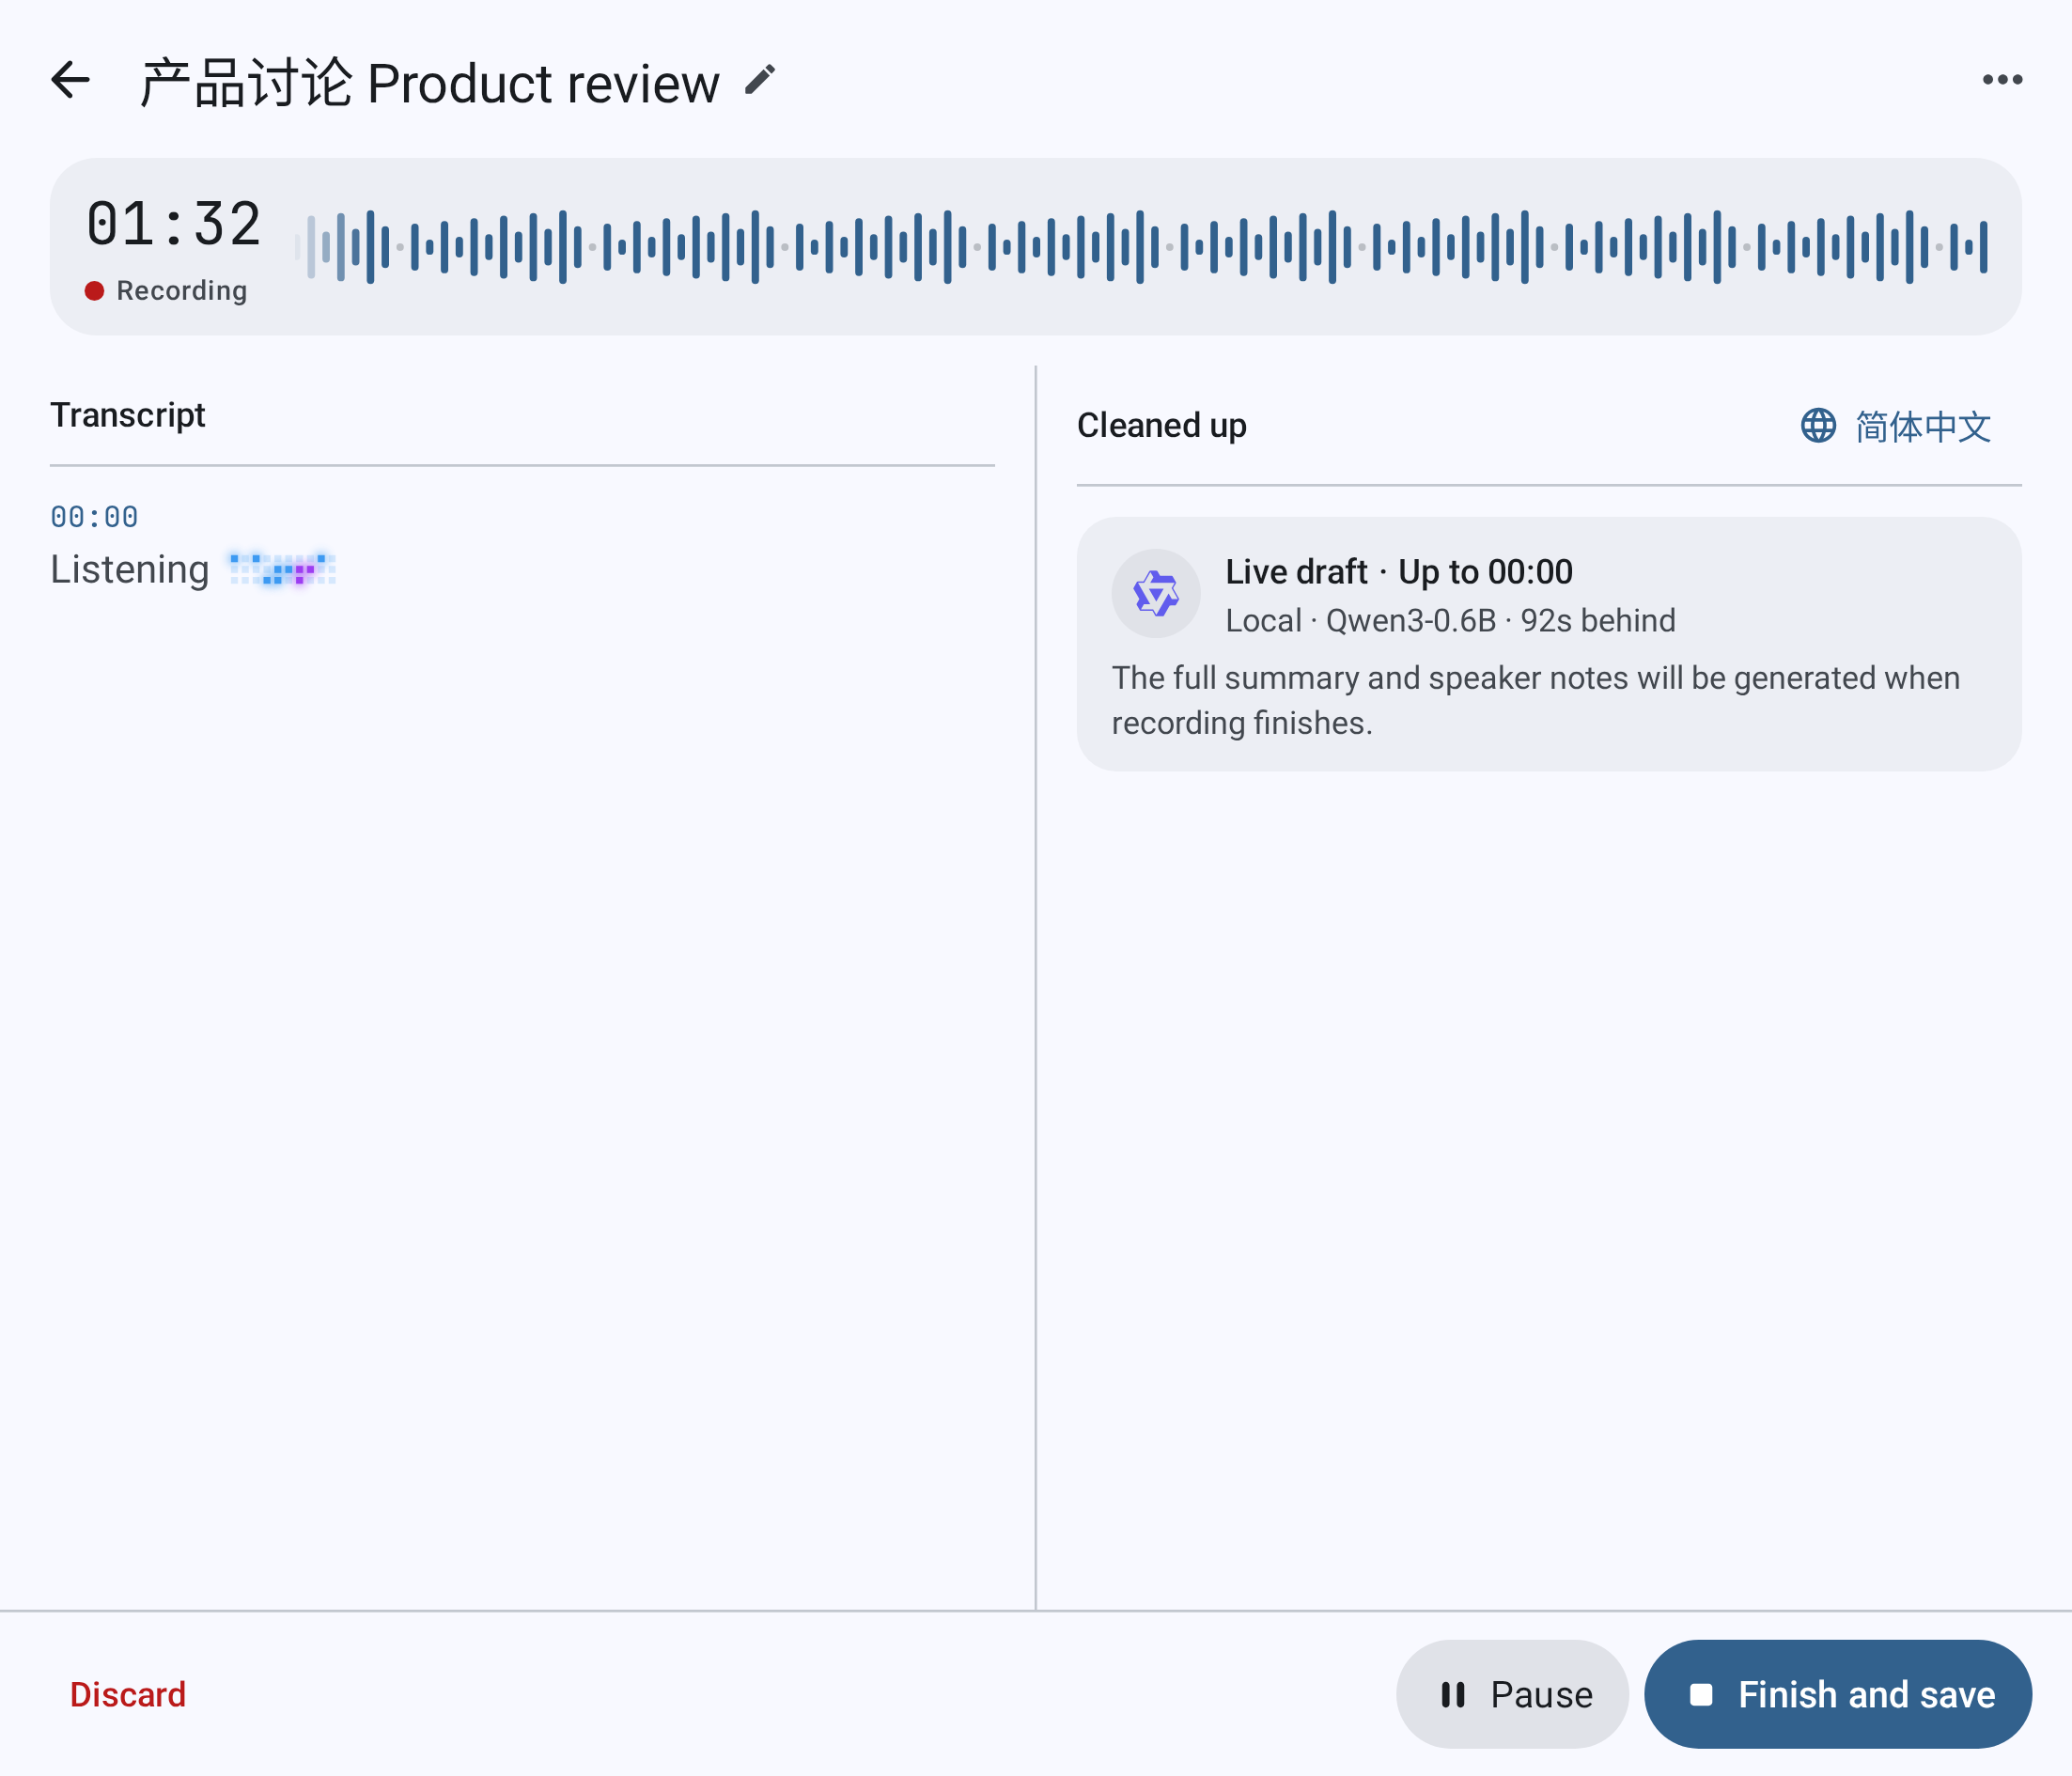 产品讨论 Product review
01:32
Recording
Transcript
00:00
Listening
Cleaned up
简体中文
Live draft · Up to 00:00
Local · Qwen3-0.6B · 92s behind
The full summary and speaker notes will be generated when
recording finishes.
Discard
Pause
Finish and save